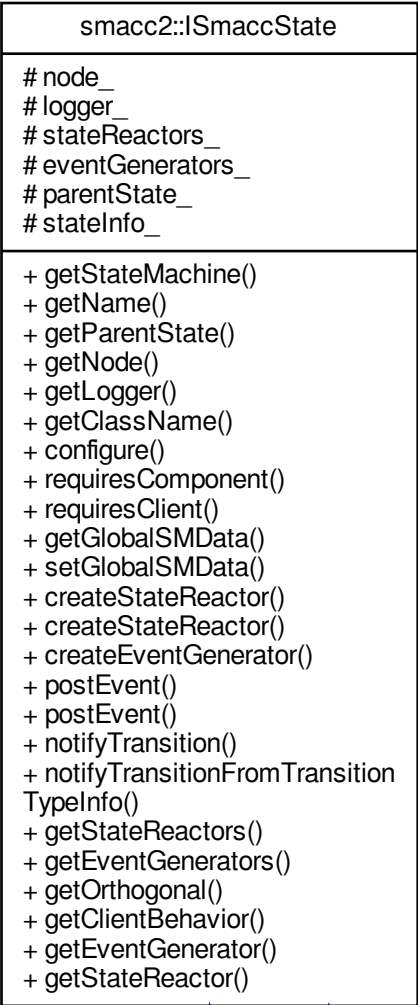 smacc2::ISmaccState
# node_
# logger_
# stateReactors_
# eventGenerators_
# parentState_
# stateInfo_
+ getStateMachine()
+ getName()
+ getParentState()
+ getNode()
+ getLogger()
+ getClassName()
+ configure()
+ requiresComponent()
+ requiresClient()
+ getGlobalSMData()
+ setGlobalSMData()
+ createStateReactor()
+ createStateReactor()
+ createEventGenerator()
+ postEvent()
+ postEvent()
+ notifyTransition()
+ notifyTransitionFromTransition
TypeInfo()
+ getStateReactors()
+ getEventGenerators()
+ getOrthogonal()
+ getClientBehavior()
+ getEventGenerator()
+ getStateReactor()